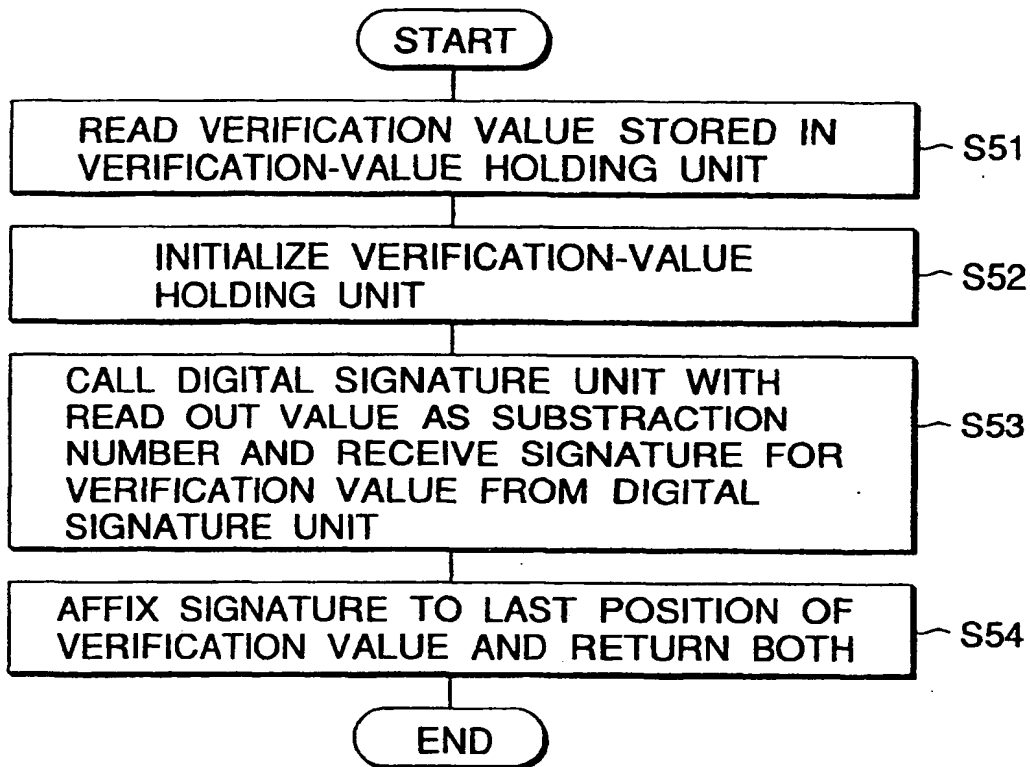 START
READ VERIFICATION VALUE STORED IN
VERIFICATION-VALUE HOLDING UNIT
S51
INITIALIZE VERIFICATION-VALUE
HOLDING UNIT
S52
CALL DIGITAL SIGNATURE UNIT WITH
READ OUT VALUE AS SUBSTRACTION
NUMBER AND RECEIVE SIGNATURE FOR
VERIFICATION VALUE FROM DIGITAL
SIGNATURE UNIT
S53
AFFIX SIGNATURE TO LAST POSITION OF
VERIFICATION VALUE AND RETURN BOTH
S54
END